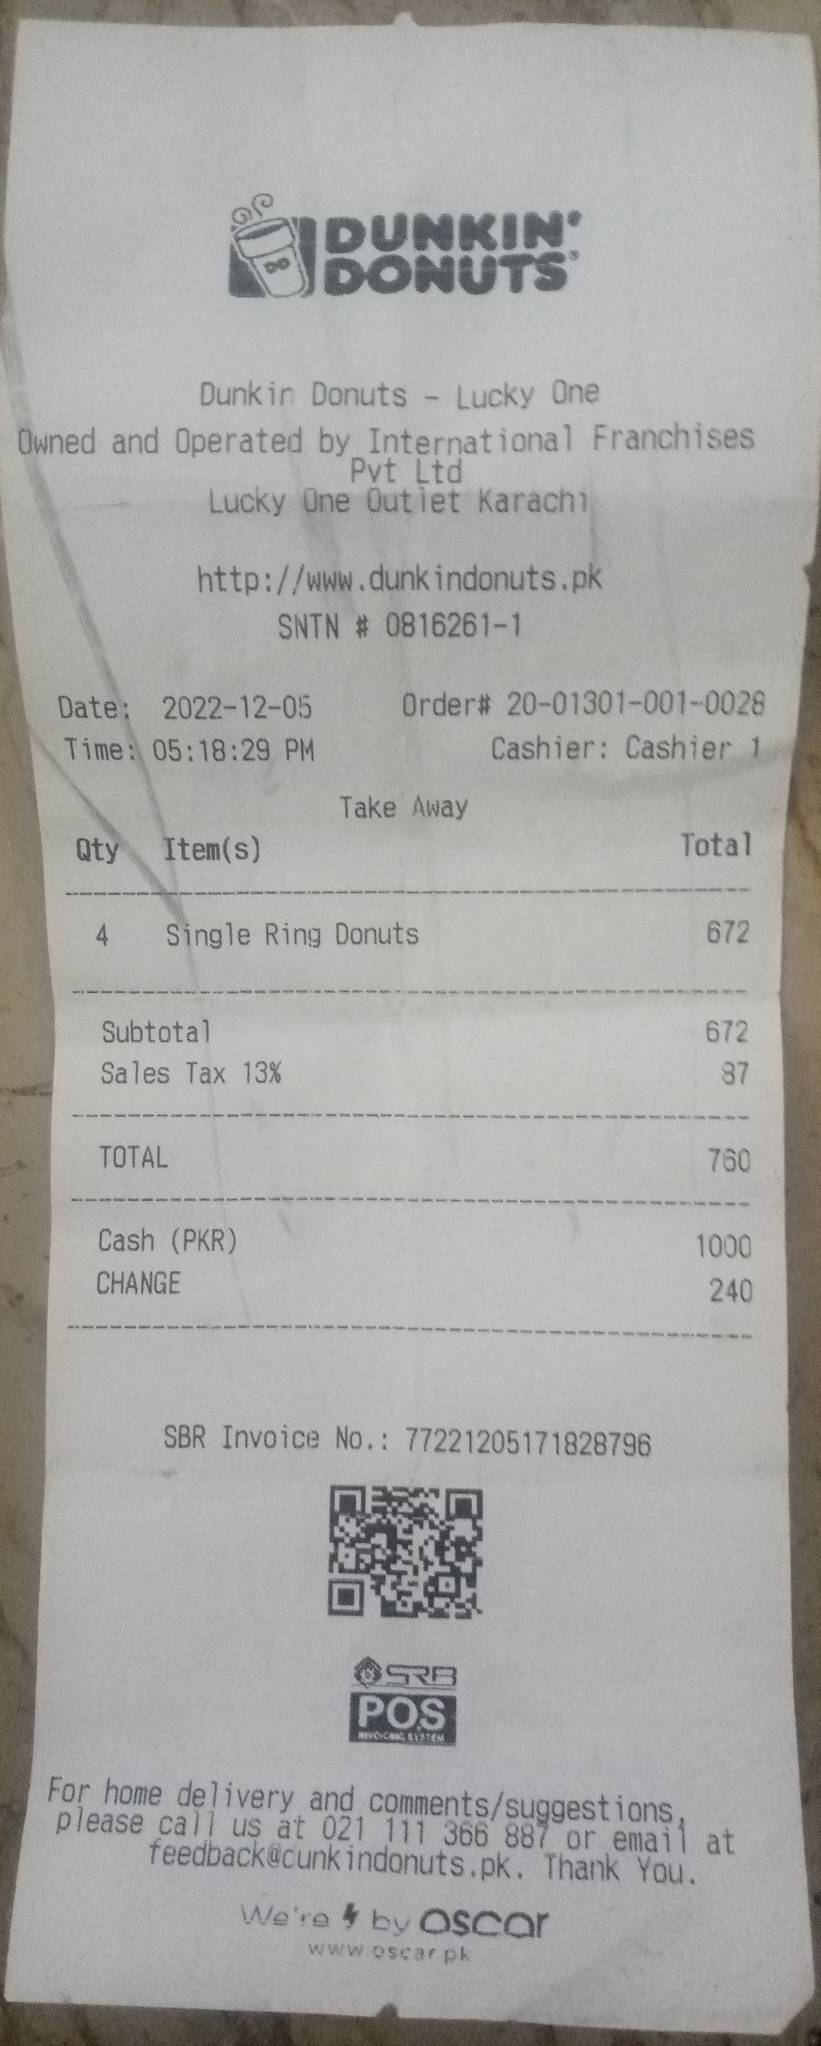 DUNKIN'
DONUTS
Dunkin Donuts - Lucky One
Owned and Operated by International Franchises
Pvt Ltd
Lucky One Outlet Karachi
http://www.dunkindonuts.pk
SNTN # 0816261-1
Date: 2022-12-05 Order# 20-01301-001-0028
Time: 05:18:29 PM Cashier: Cashier 1
Take Away
Qty Item(s) Total
4 Single Ring Donuts 672
Subtotal 672
Sales Tax 13% 87
TOTAL 760
Cash (PKR) 1000
CHANGE 240
SBR Invoice No.: 77221205171828796
SRB
POS
INVOICING SYSTEM
For home delivery and comments/suggestions,
please call us at 021 111 366 887 or email at
feedback@dunkindonuts.pk. Thank You.
We're by oscar
www.oscar.pk